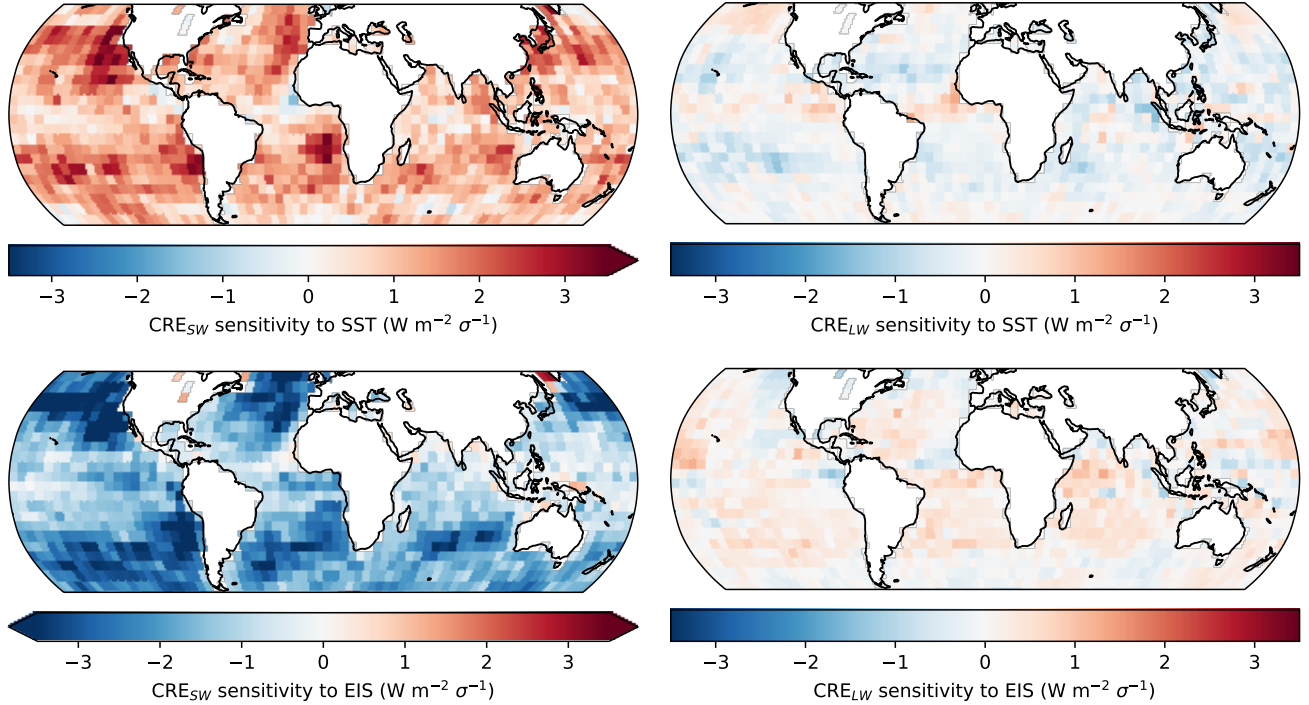 −3 −2 −1 0 1 2 3
CRE_SW sensitivity to SST (W m⁻² σ⁻¹)
−3 −2 −1 0 1 2 3
CRE_LW sensitivity to SST (W m⁻² σ⁻¹)
−3 −2 −1 0 1 2 3
CRE_SW sensitivity to EIS (W m⁻² σ⁻¹)
−3 −2 −1 0 1 2 3
CRE_LW sensitivity to EIS (W m⁻² σ⁻¹)